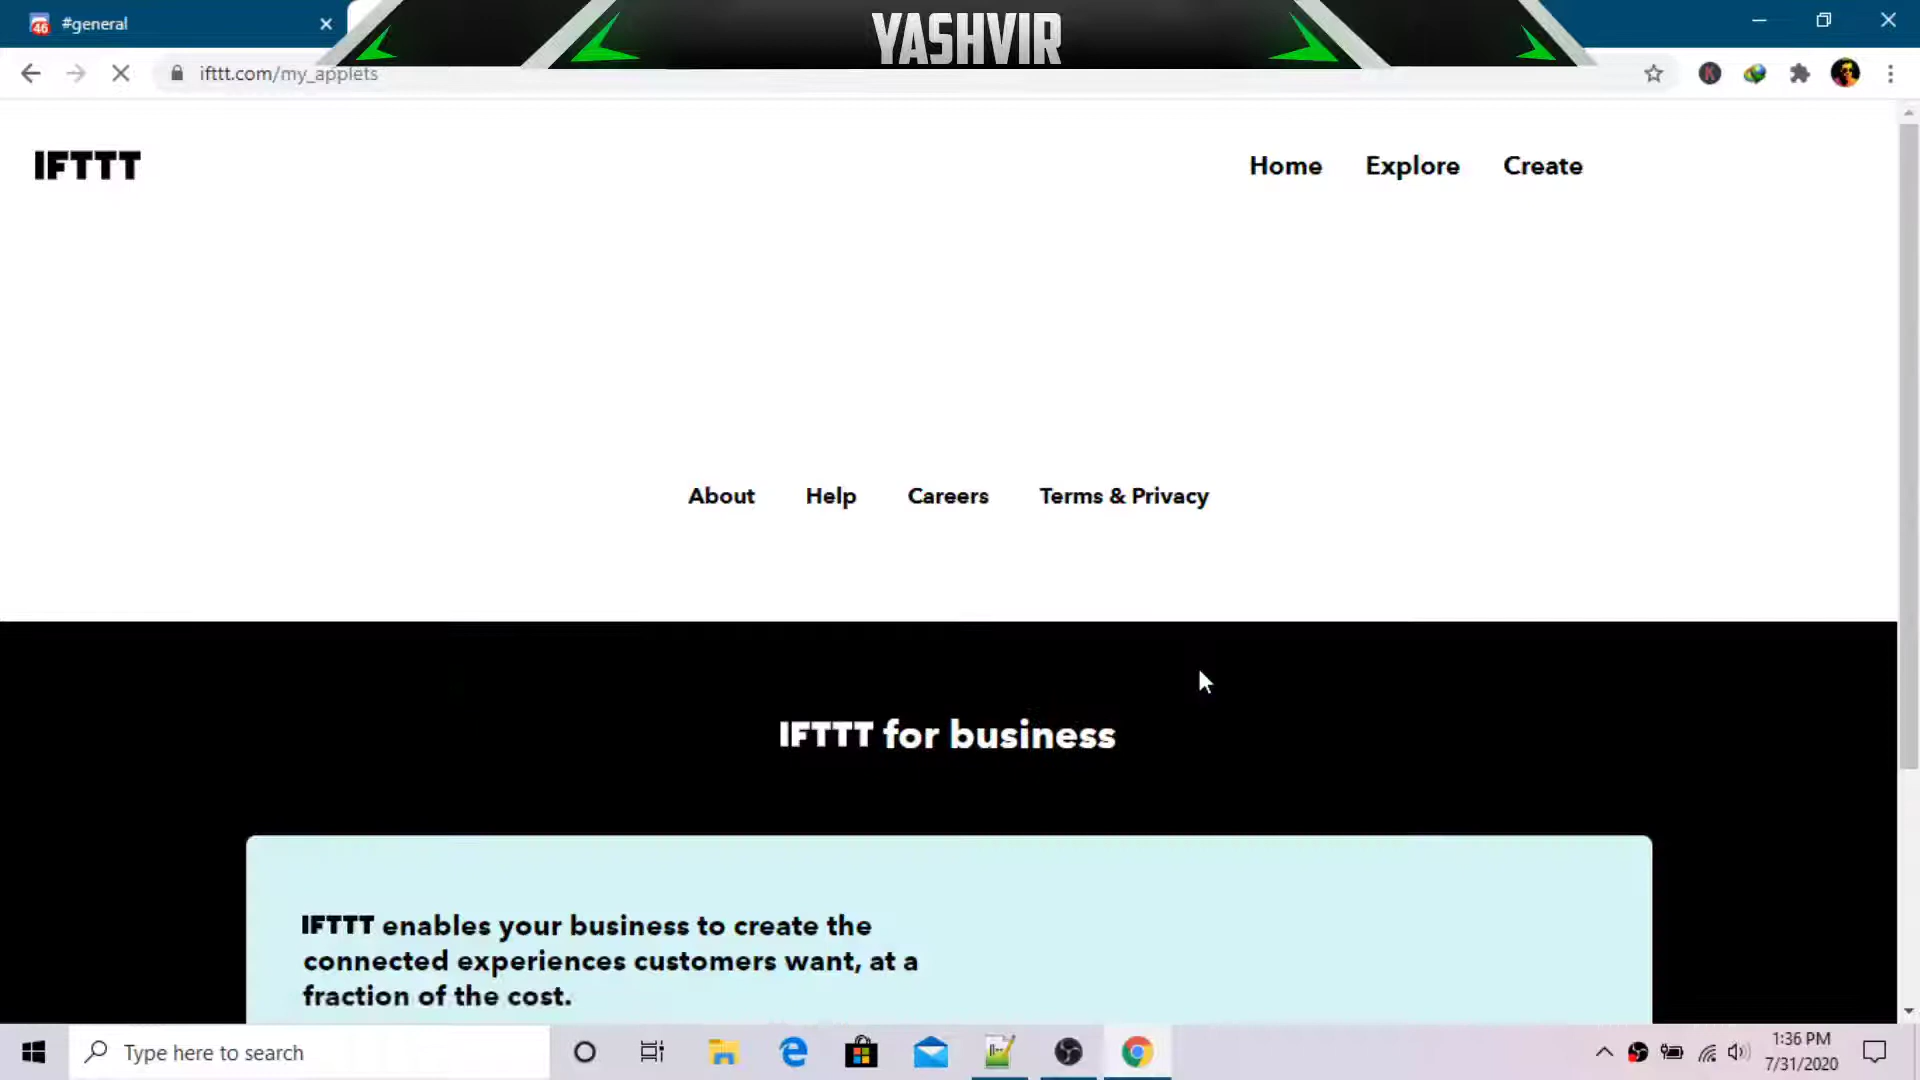 46 #general
YASHVIR
ifttt.com/my_applets
K
IFTTT
Home Explore Create
About Help Careers Terms & Privacy
IFTTT for business
IFTTT enables your business to create the
connected experiences customers want, at a
fraction of the cost.
Type here to search
1:36 PM
7/31/2020